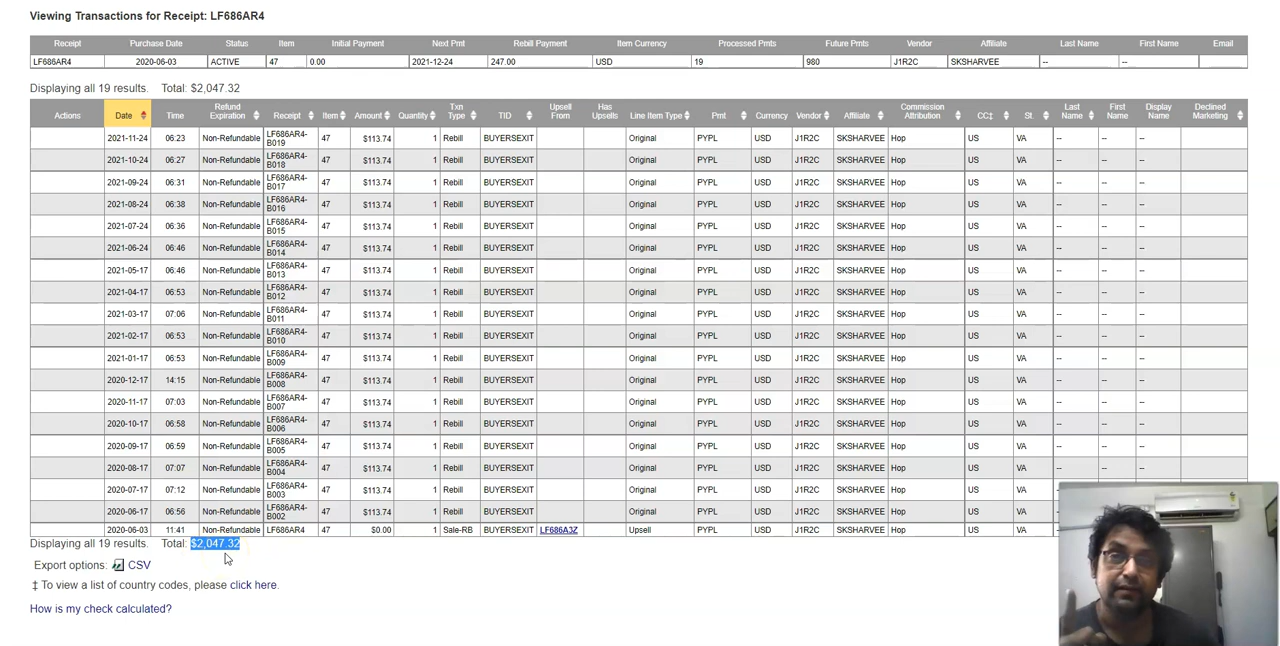 Viewing Transactions for Receipt: LF686AR4
Receipt Purchase Date Status Item Initial Payment Next Pmt Rebill Payment Item Currency Processed Pmts Future Pmts Vendor Affiliate Last Name First Name Email
LF686AR4 2020-06-03 ACTIVE 47 0.00 2021-12-24 247.00 USD 19 980 J1R2C SKSHARVEE -- --
Displaying all 19 results. Total: $2,047.32
Actions Date Time Refund Expiration Receipt Item Amount Quantity Txn Type TID Upsell From Has Upsells Line Item Type Pmt Currency Vendor Affiliate Commission Attribution CC‡ St. Last Name First Name Display Name Declined Marketing
2021-11-24 06:23 Non-Refundable LF686AR4-B019 47 $113.74 1 Rebill BUYERSEXIT Original PYPL USD J1R2C SKSHARVEE Hop US VA -- -- --
2021-10-24 06:27 Non-Refundable LF686AR4-B018 47 $113.74 1 Rebill BUYERSEXIT Original PYPL USD J1R2C SKSHARVEE Hop US VA -- -- --
2021-09-24 06:31 Non-Refundable LF686AR4-B017 47 $113.74 1 Rebill BUYERSEXIT Original PYPL USD J1R2C SKSHARVEE Hop US VA -- -- --
2021-08-24 06:38 Non-Refundable LF686AR4-B016 47 $113.74 1 Rebill BUYERSEXIT Original PYPL USD J1R2C SKSHARVEE Hop US VA -- -- --
2021-07-24 06:36 Non-Refundable LF686AR4-B015 47 $113.74 1 Rebill BUYERSEXIT Original PYPL USD J1R2C SKSHARVEE Hop US VA -- -- --
2021-06-24 06:46 Non-Refundable LF686AR4-B014 47 $113.74 1 Rebill BUYERSEXIT Original PYPL USD J1R2C SKSHARVEE Hop US VA -- -- --
2021-05-17 06:46 Non-Refundable LF686AR4-B013 47 $113.74 1 Rebill BUYERSEXIT Original PYPL USD J1R2C SKSHARVEE Hop US VA -- -- --
2021-04-17 06:53 Non-Refundable LF686AR4-B012 47 $113.74 1 Rebill BUYERSEXIT Original PYPL USD J1R2C SKSHARVEE Hop US VA -- -- --
2021-03-17 07:06 Non-Refundable LF686AR4-B011 47 $113.74 1 Rebill BUYERSEXIT Original PYPL USD J1R2C SKSHARVEE Hop US VA -- -- --
2021-02-17 06:53 Non-Refundable LF686AR4-B010 47 $113.74 1 Rebill BUYERSEXIT Original PYPL USD J1R2C SKSHARVEE Hop US VA -- -- --
2021-01-17 06:53 Non-Refundable LF686AR4-B009 47 $113.74 1 Rebill BUYERSEXIT Original PYPL USD J1R2C SKSHARVEE Hop US VA -- -- --
2020-12-17 14:15 Non-Refundable LF686AR4-B008 47 $113.74 1 Rebill BUYERSEXIT Original PYPL USD J1R2C SKSHARVEE Hop US VA -- -- --
2020-11-17 07:03 Non-Refundable LF686AR4-B007 47 $113.74 1 Rebill BUYERSEXIT Original PYPL USD J1R2C SKSHARVEE Hop US VA -- -- --
2020-10-17 06:58 Non-Refundable LF686AR4-B006 47 $113.74 1 Rebill BUYERSEXIT Original PYPL USD J1R2C SKSHARVEE Hop US VA -- -- --
2020-09-17 06:59 Non-Refundable LF686AR4-B005 47 $113.74 1 Rebill BUYERSEXIT Original PYPL USD J1R2C SKSHARVEE Hop US VA -- -- --
2020-08-17 07:07 Non-Refundable LF686AR4-B004 47 $113.74 1 Rebill BUYERSEXIT Original PYPL USD J1R2C SKSHARVEE Hop US VA -- -- --
2020-07-17 07:12 Non-Refundable LF686AR4-B003 47 $113.74 1 Rebill BUYERSEXIT Original PYPL USD J1R2C SKSHARVEE Hop US VA
2020-06-17 06:56 Non-Refundable LF686AR4-B002 47 $113.74 1 Rebill BUYERSEXIT Original PYPL USD J1R2C SKSHARVEE Hop US VA
2020-06-03 11:41 Non-Refundable LF686AR4 47 $0.00 1 Sale-RB BUYERSEXIT LF686A3Z Upsell PYPL USD J1R2C SKSHARVEE Hop US VA
Displaying all 19 results. Total: $2,047.32
Export options: CSV
‡ To view a list of country codes, please click here.
How is my check calculated?